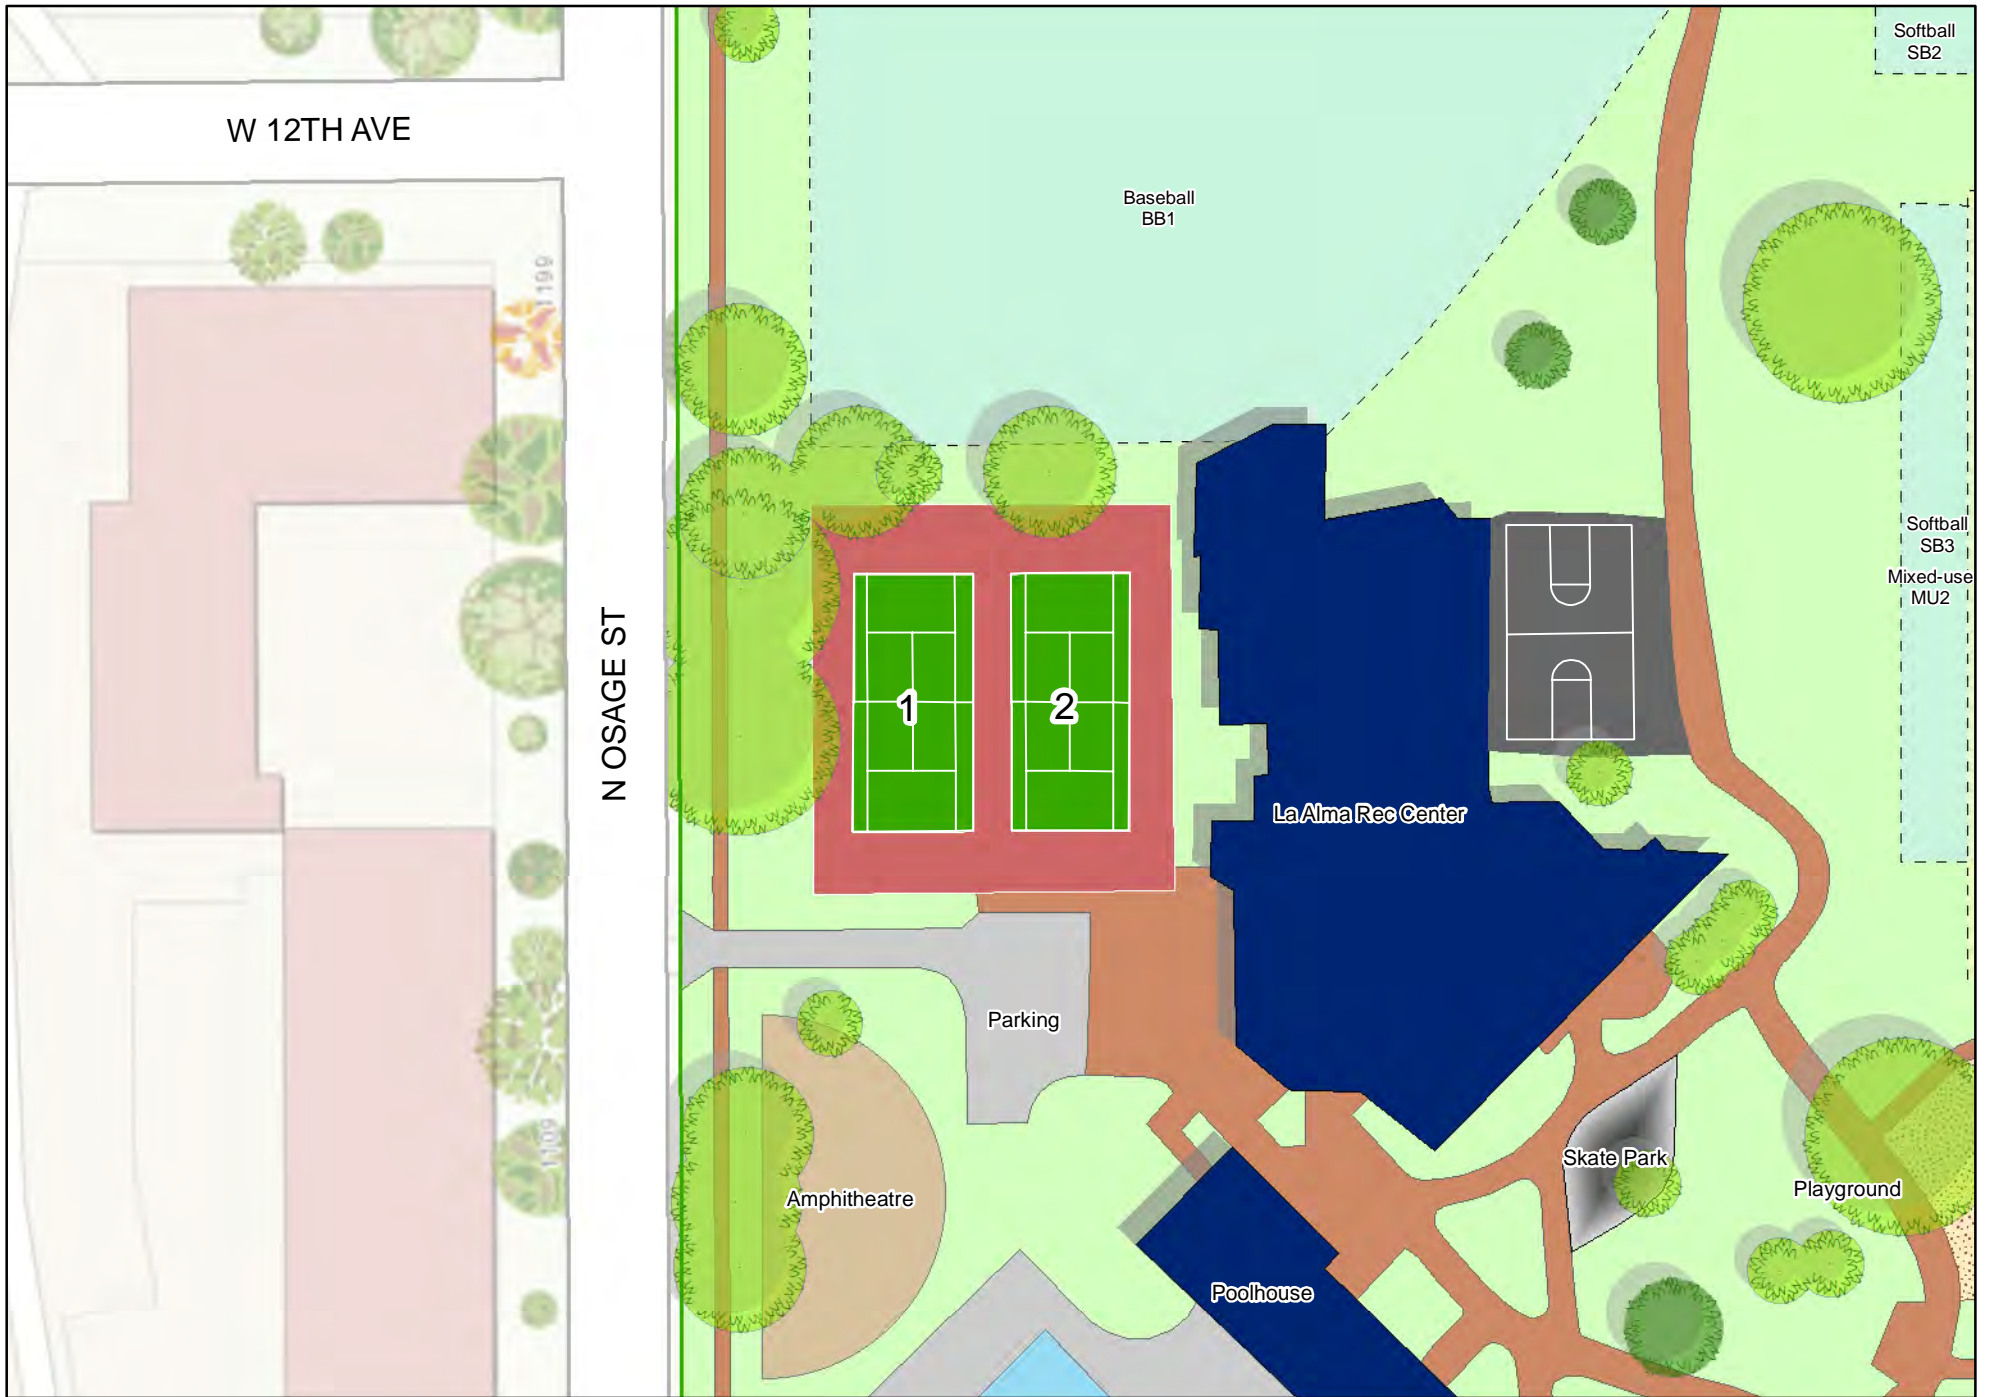 Softball
SB2
W 12TH AVE
Baseball
BB1
1199
Softball
SB3
Mixed-use
MU2
N OSAGE ST
1
2
La Alma Rec Center
Parking
1109
Skate Park
Playground
Amphitheatre
Poolhouse